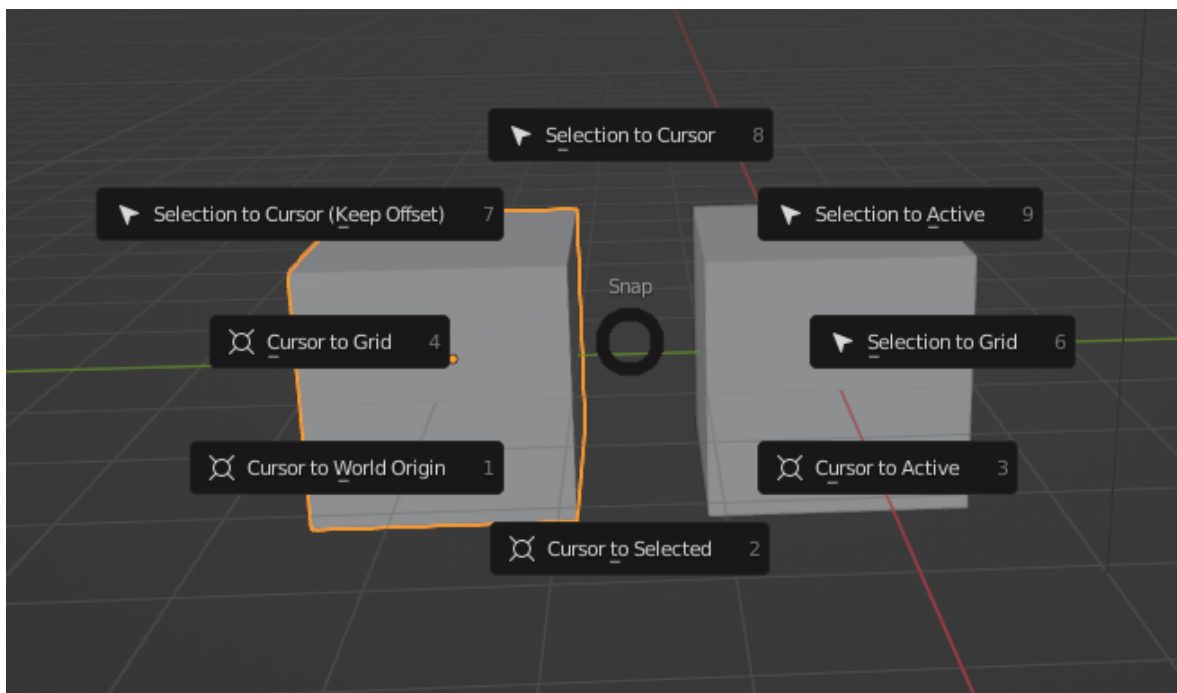 Selection to Cursor 8
Selection to Cursor (Keep Offset) 7
Selection to Active 9
Snap
Cursor to Grid 4
Selection to Grid 6
Cursor to World Origin 1
Cursor to Active 3
Cursor to Selected 2